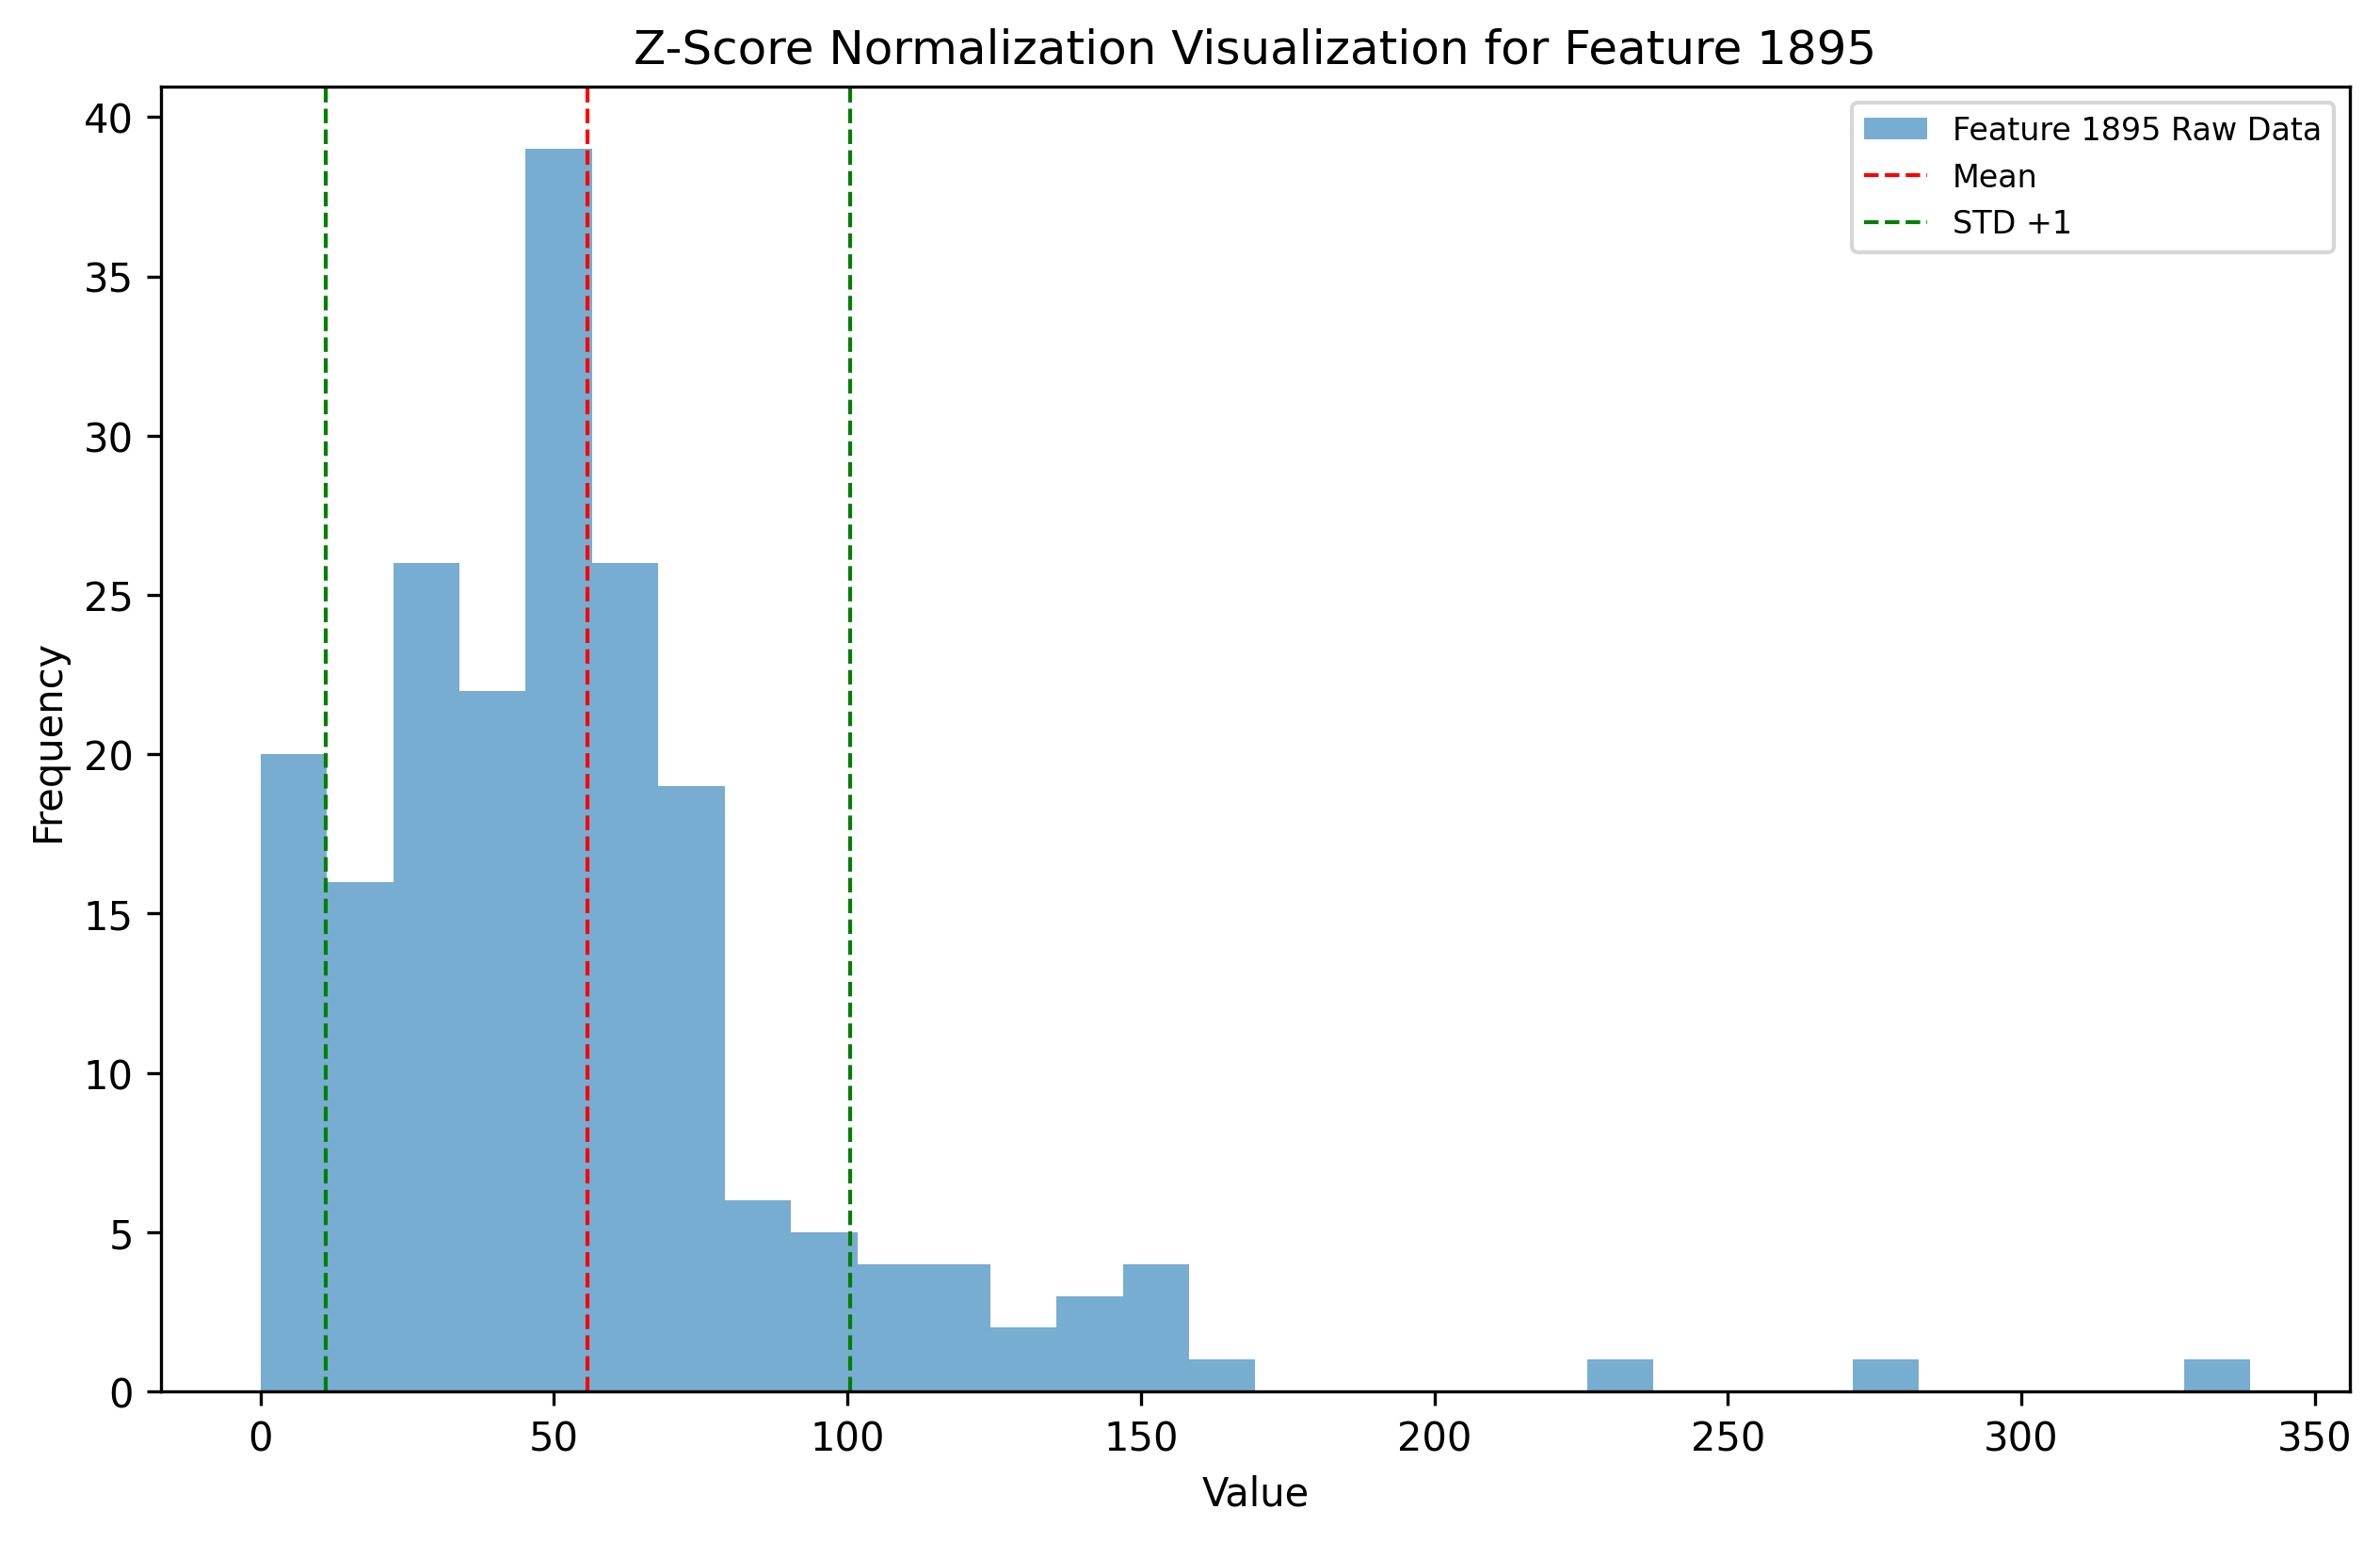 Z-Score Normalization Visualization for Feature 1895
Feature 1895 Raw Data
Mean
STD +1
Frequency
40
35
30
25
20
15
10
5
0
0 50 100 150 200 250 300 350
Value